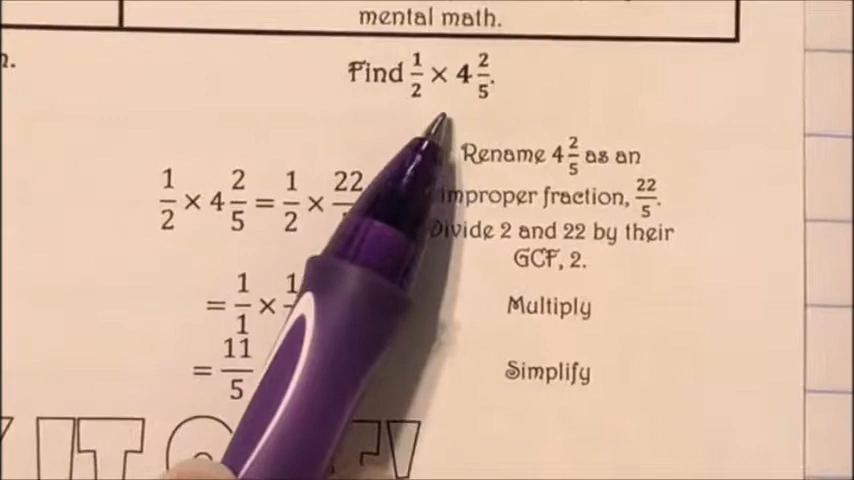 mental math.
Find 1/2 × 4 2/5.
Rename 4 2/5 as an
1/2 × 4 2/5 = 1/2 × 22
improper fraction, 22/5.
Divide 2 and 22 by their
GCF, 2.
= 1/1 × 1
Multiply
= 11/5
Simplify